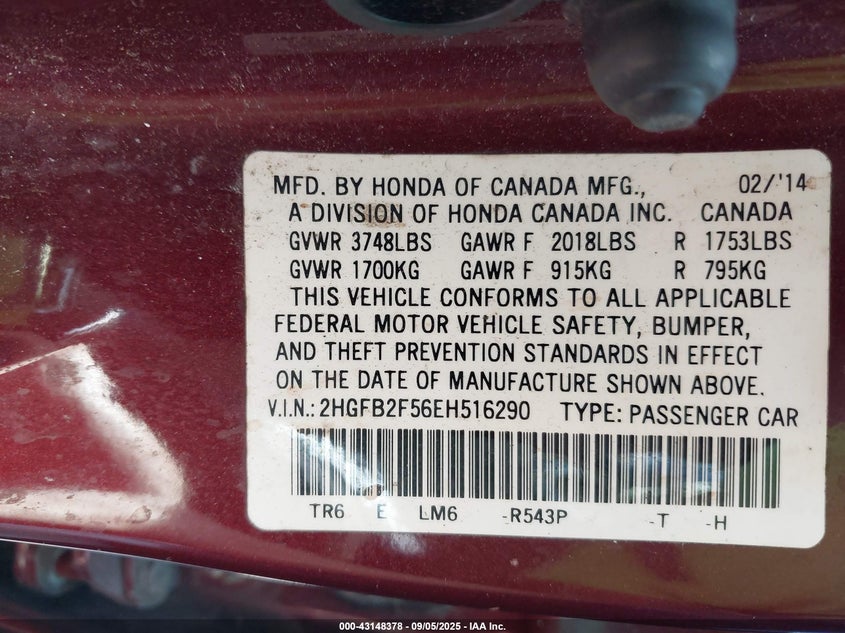 MFD. BY HONDA OF CANADA MFG., 02/'14
A DIVISION OF HONDA CANADA INC. CANADA
GVWR 3748LBS GAWR F 2018LBS R 1753LBS
GVWR 1700KG GAWR F 915KG R 795KG
THIS VEHICLE CONFORMS TO ALL APPLICABLE
FEDERAL MOTOR VEHICLE SAFETY, BUMPER,
AND THEFT PREVENTION STANDARDS IN EFFECT
ON THE DATE OF MANUFACTURE SHOWN ABOVE.
V.I.N.: 2HGFB2F56EH516290 TYPE: PASSENGER CAR
TR6 E LM6 -R543P -T -H
000-43148378 - 09/05/2025 - IAA Inc.